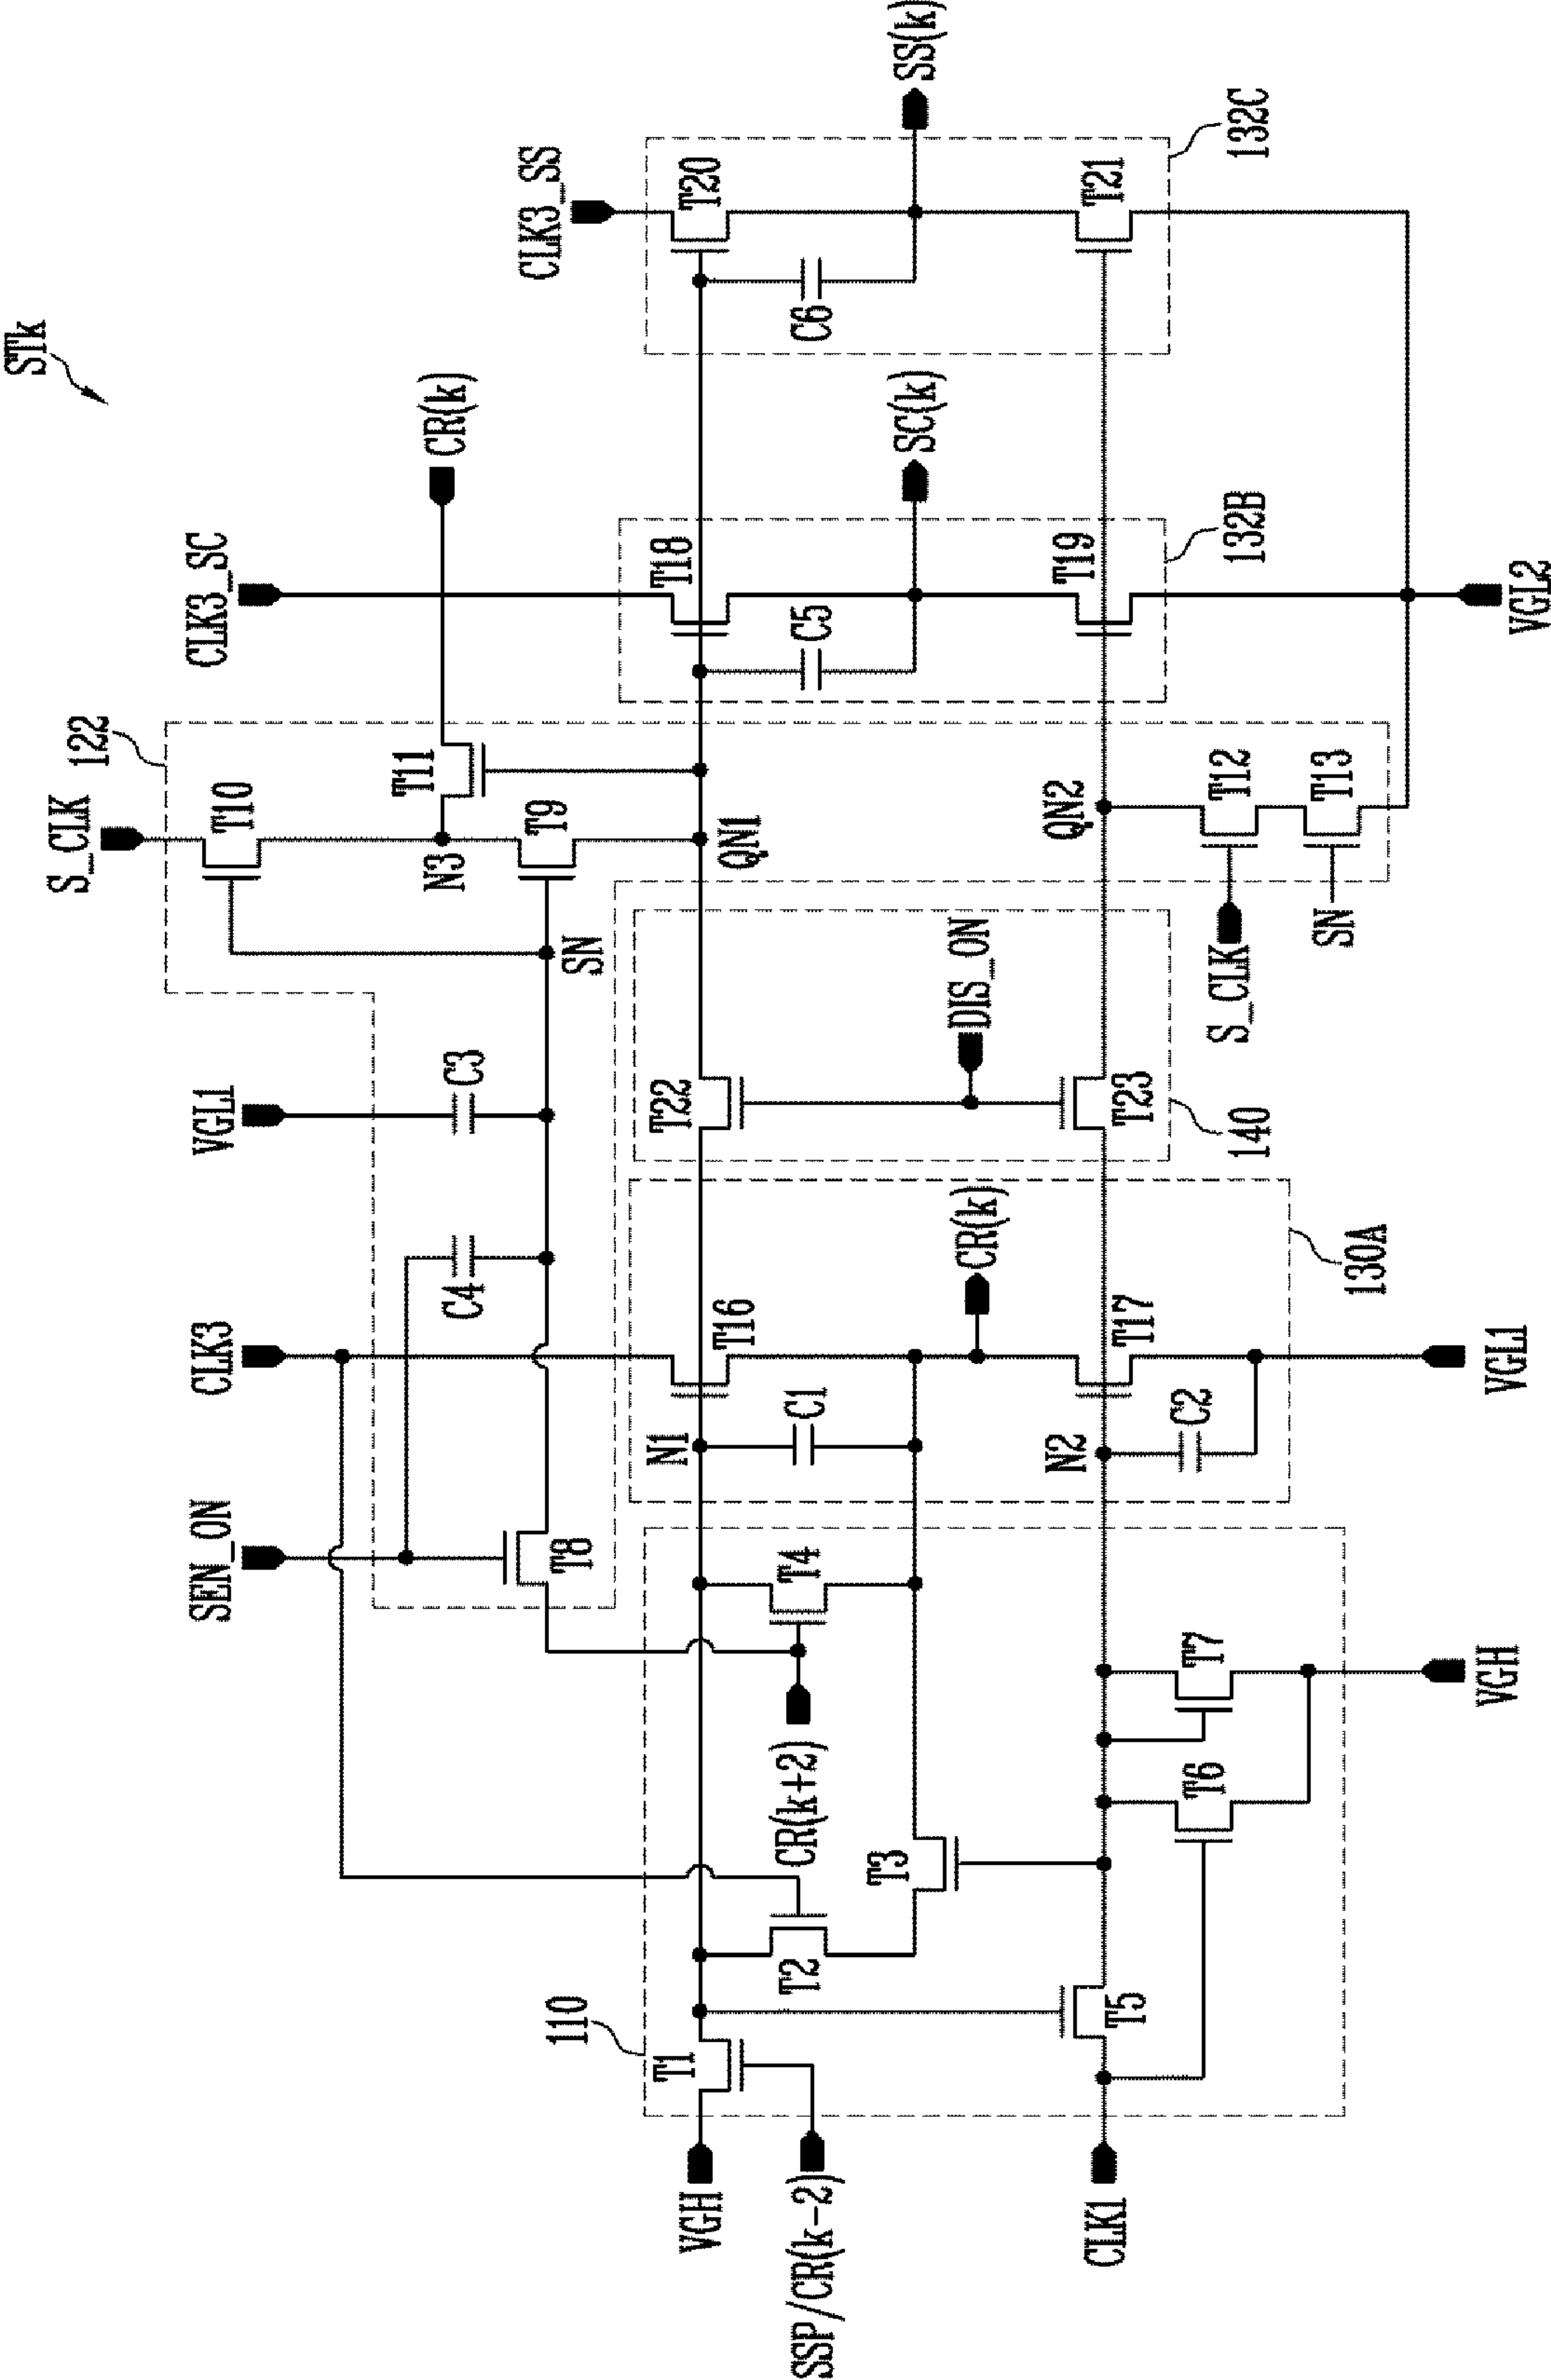 STk
S_CLK
122
CLK3_SC
CLK3_SS
CR(k)
SEN_ON
CLK3
VGL1
T10
T11
N3
T9
C4
C3
SN
T8
110
VGH
T1
T2
T4
N1
C1
T16
T22
QN1
T18
C5
SC(k)
T20
C6
SS(k)
SSP/CR(k-2)
CR(k+2)
T3
CR(k)
DIS_ON
CLK1
T5
T6
T7
N2
C2
T17
T23
QN2
T12
T13
S_CLK
SN
T19
T21
VGH
VGL1
130A
140
132B
132C
VGL2